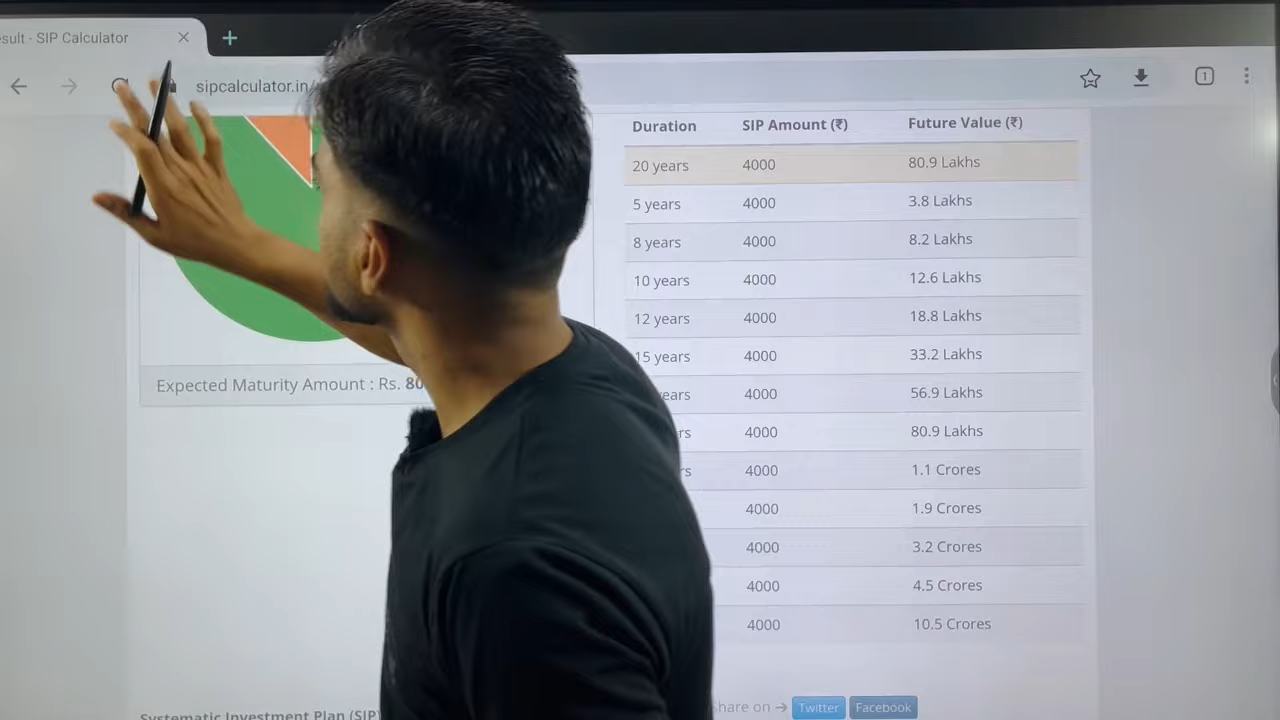 sult - SIP Calculator
sipcalculator.in/
Duration SIP Amount (₹) Future Value (₹)
20 years 4000 80.9 Lakhs
5 years 4000 3.8 Lakhs
8 years 4000 8.2 Lakhs
10 years 4000 12.6 Lakhs
12 years 4000 18.8 Lakhs
15 years 4000 33.2 Lakhs
ears 4000 56.9 Lakhs
rs 4000 80.9 Lakhs
s 4000 1.1 Crores
4000 1.9 Crores
4000 3.2 Crores
4000 4.5 Crores
4000 10.5 Crores
Expected Maturity Amount : Rs. 80
Systematic Investment Plan (SIP)
hare on → Twitter Facebook
1